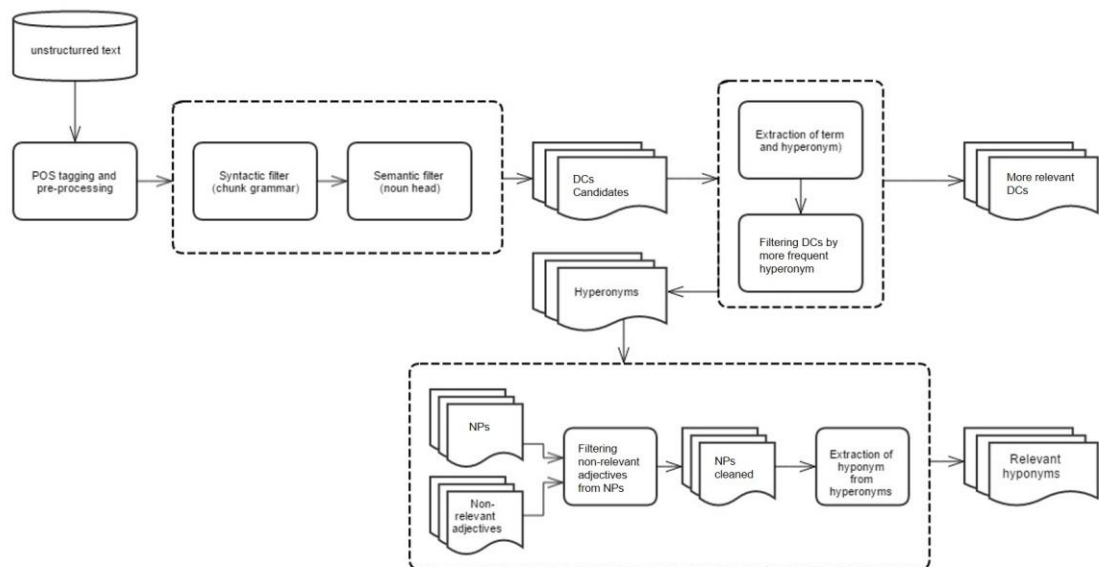 unstructurred text
POS tagging and
pre-processing
Syntactic filter
(chunk grammar)
Semantic filter
(noun head)
DCs
Candidates
Extraction of term
and hyperonym)
Filtering DCs by
more frequent
hyperonym
More relevant
DCs
Hyperonyms
NPs
Non-
relevant
adjectives
Filtering
non-relevant
adjectives
from NPs
NPs
cleaned
Extraction of
hyponym
from
hyperonyms
Relevant
hyponyms